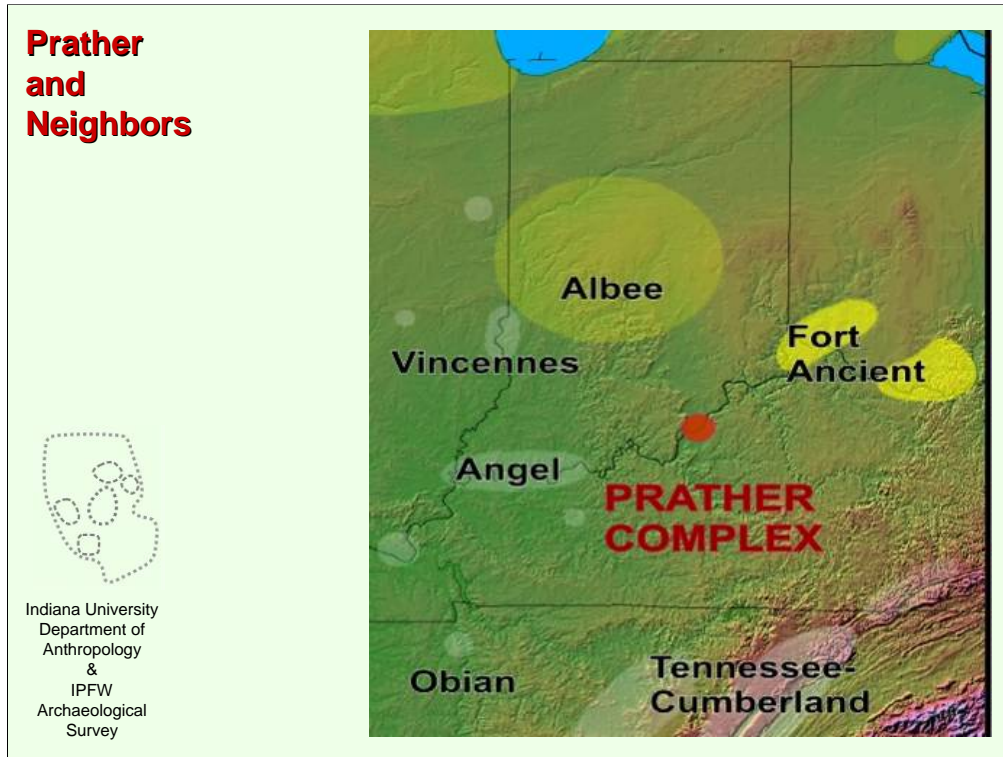 Prather
and
Neighbors
Albee
Fort
Ancient
Vincennes
Angel
PRATHER
COMPLEX
Obian
Tennessee-
Cumberland
Indiana University
Department of
Anthropology
&
IPFW
Archaeological
Survey